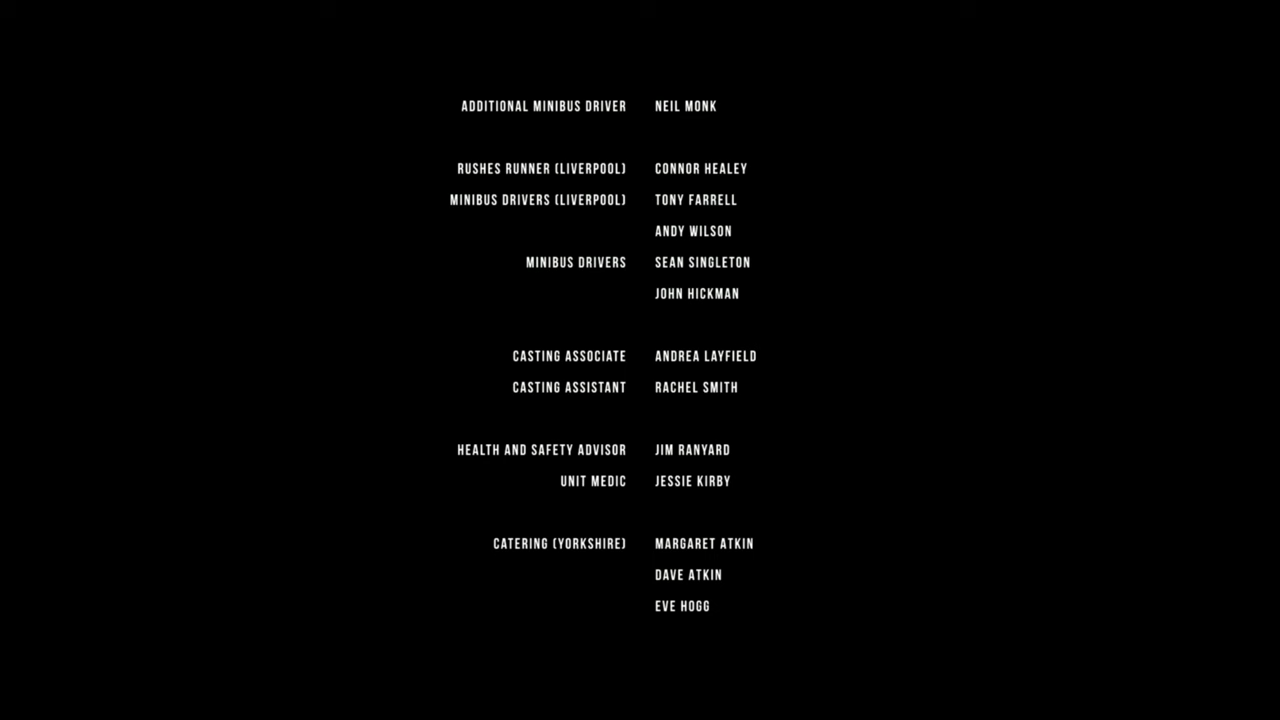 ADDITIONAL MINIBUS DRIVER NEIL MONK
RUSHES RUNNER (LIVERPOOL) CONNOR HEALEY
MINIBUS DRIVERS (LIVERPOOL) TONY FARRELL
ANDY WILSON
MINIBUS DRIVERS SEAN SINGLETON
JOHN HICKMAN
CASTING ASSOCIATE ANDREA LAYFIELD
CASTING ASSISTANT RACHEL SMITH
HEALTH AND SAFETY ADVISOR JIM RANYARD
UNIT MEDIC JESSIE KIRBY
CATERING (YORKSHIRE) MARGARET ATKIN
DAVE ATKIN
EVE HOGG